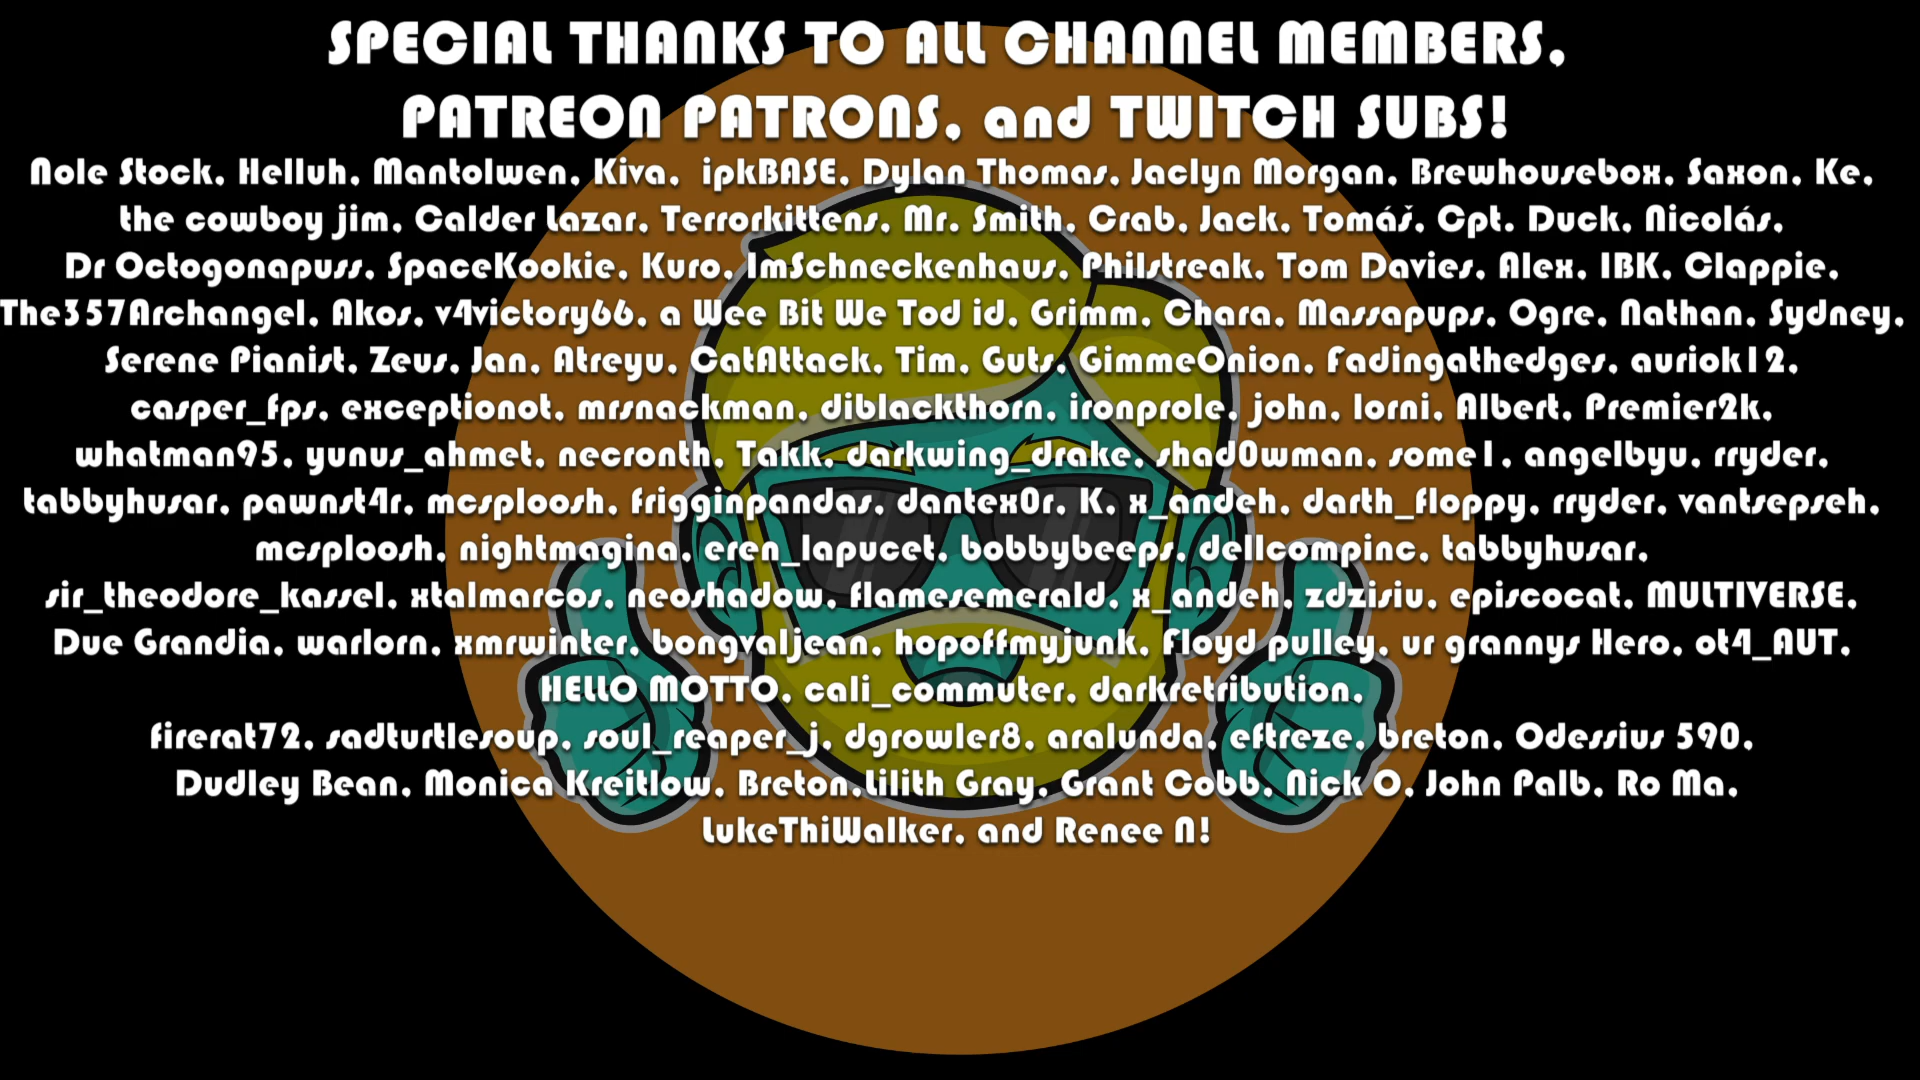 SPECIAL THANKS TO ALL CHANNEL MEMBERS,
PATREON PATRONS, and TWITCH SUBS!
Nole Stock, Helluh, Mantolwen, Kiva, ipkBASE, Dylan Thomas, Jaclyn Morgan, Brewhousebox, Saxon, Ke,
the cowboy jim, Calder Lazar, Terrorkittens, Mr. Smith, Crab, Jack, Tomáš, Cpt. Duck, Nicolás,
Dr Octogonapuss, SpaceKookie, Kuro, ImSchneckenhaus, Philstreak, Tom Davies, Alex, IBK, Clappie,
The357Archangel, Akos, v4victory66, a Wee Bit We Tod id, Grimm, Chara, Massapups, Ogre, Nathan, Sydney,
Serene Pianist, Zeus, Jan, Atreyu, CatAttack, Tim, Guts, GimmeOnion, Fadingathedges, auriok12,
casper_fps, exceptionot, mrsnackman, diblackthorn, ironprole, john, lorni, Albert, Premier2k,
whatman95, yunus_ahmet, necronth, Takk, darkwing_drake, shad0wman, some1, angelbyu, rryder,
tabbyhusar, pawnst4r, mcsploosh, frigginpandas, dantex0r, K, x_andeh, darth_floppy, rryder, vantsepseh,
mcsploosh, nightmagina, eren_lapucet, bobbybeeps, dellcompinc, tabbyhusar,
sir_theodore_kassel, xtalmarcos, neoshadow, flamesemerald, x_andeh, zdzisiu, episcocat, MULTIVERSE,
Due Grandia, warlorn, xmrwinter, bongvaljean, hopoffmyjunk, Floyd pulley, ur grannys Hero, ot4_AUT,
HELLO MOTTO, cali_commuter, darkretribution,
firerat72, sadturtlesoup, soul_reaper_j, dgrowler8, aralunda, eftreze, breton, Odessius 590,
Dudley Bean, Monica Kreitlow, Breton,Lilith Gray, Grant Cobb, Nick O, John Palb, Ro Ma,
LukeThiWalker, and Renee N!